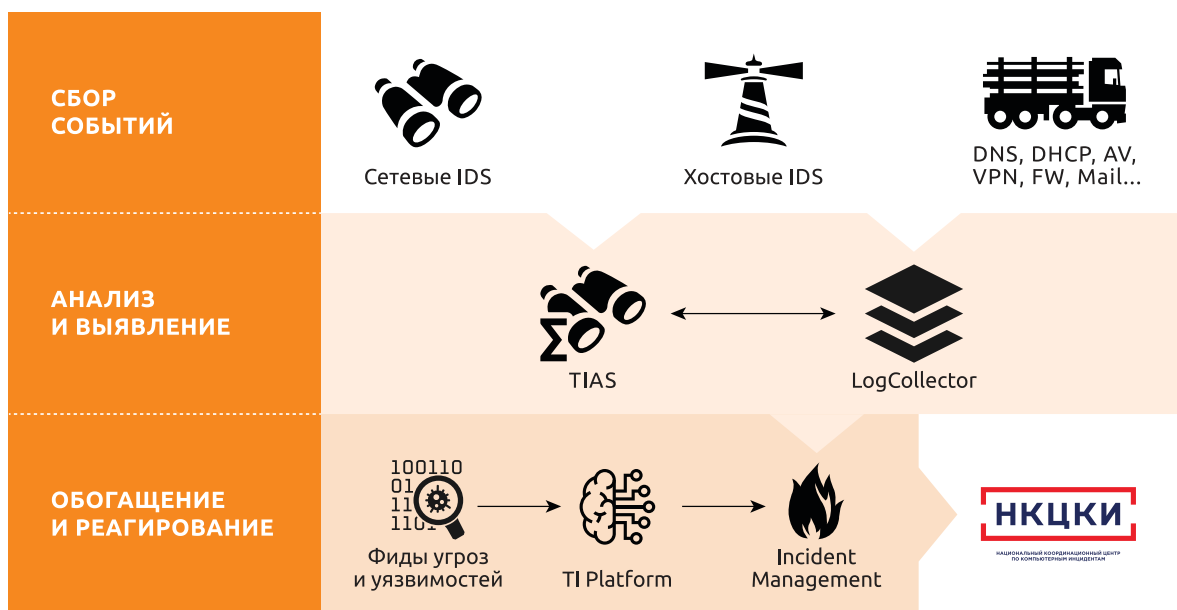 СБОР
СОБЫТИЙ
Сетевые IDS
Хостовые IDS
DNS, DHCP, AV,
VPN, FW, Mail...
АНАЛИЗ
И ВЫЯВЛЕНИЕ
Σ
TIAS
LogCollector
ОБОГАЩЕНИЕ
И РЕАГИРОВАНИЕ
100110
01
11
1101
Фиды угроз
и уязвимостей
TI Platform
Incident
Management
НКЦКИ
НАЦИОНАЛЬНЫЙ КООРДИНАЦИОННЫЙ ЦЕНТР
ПО КОМПЬЮТЕРНЫМ ИНЦИДЕНТАМ